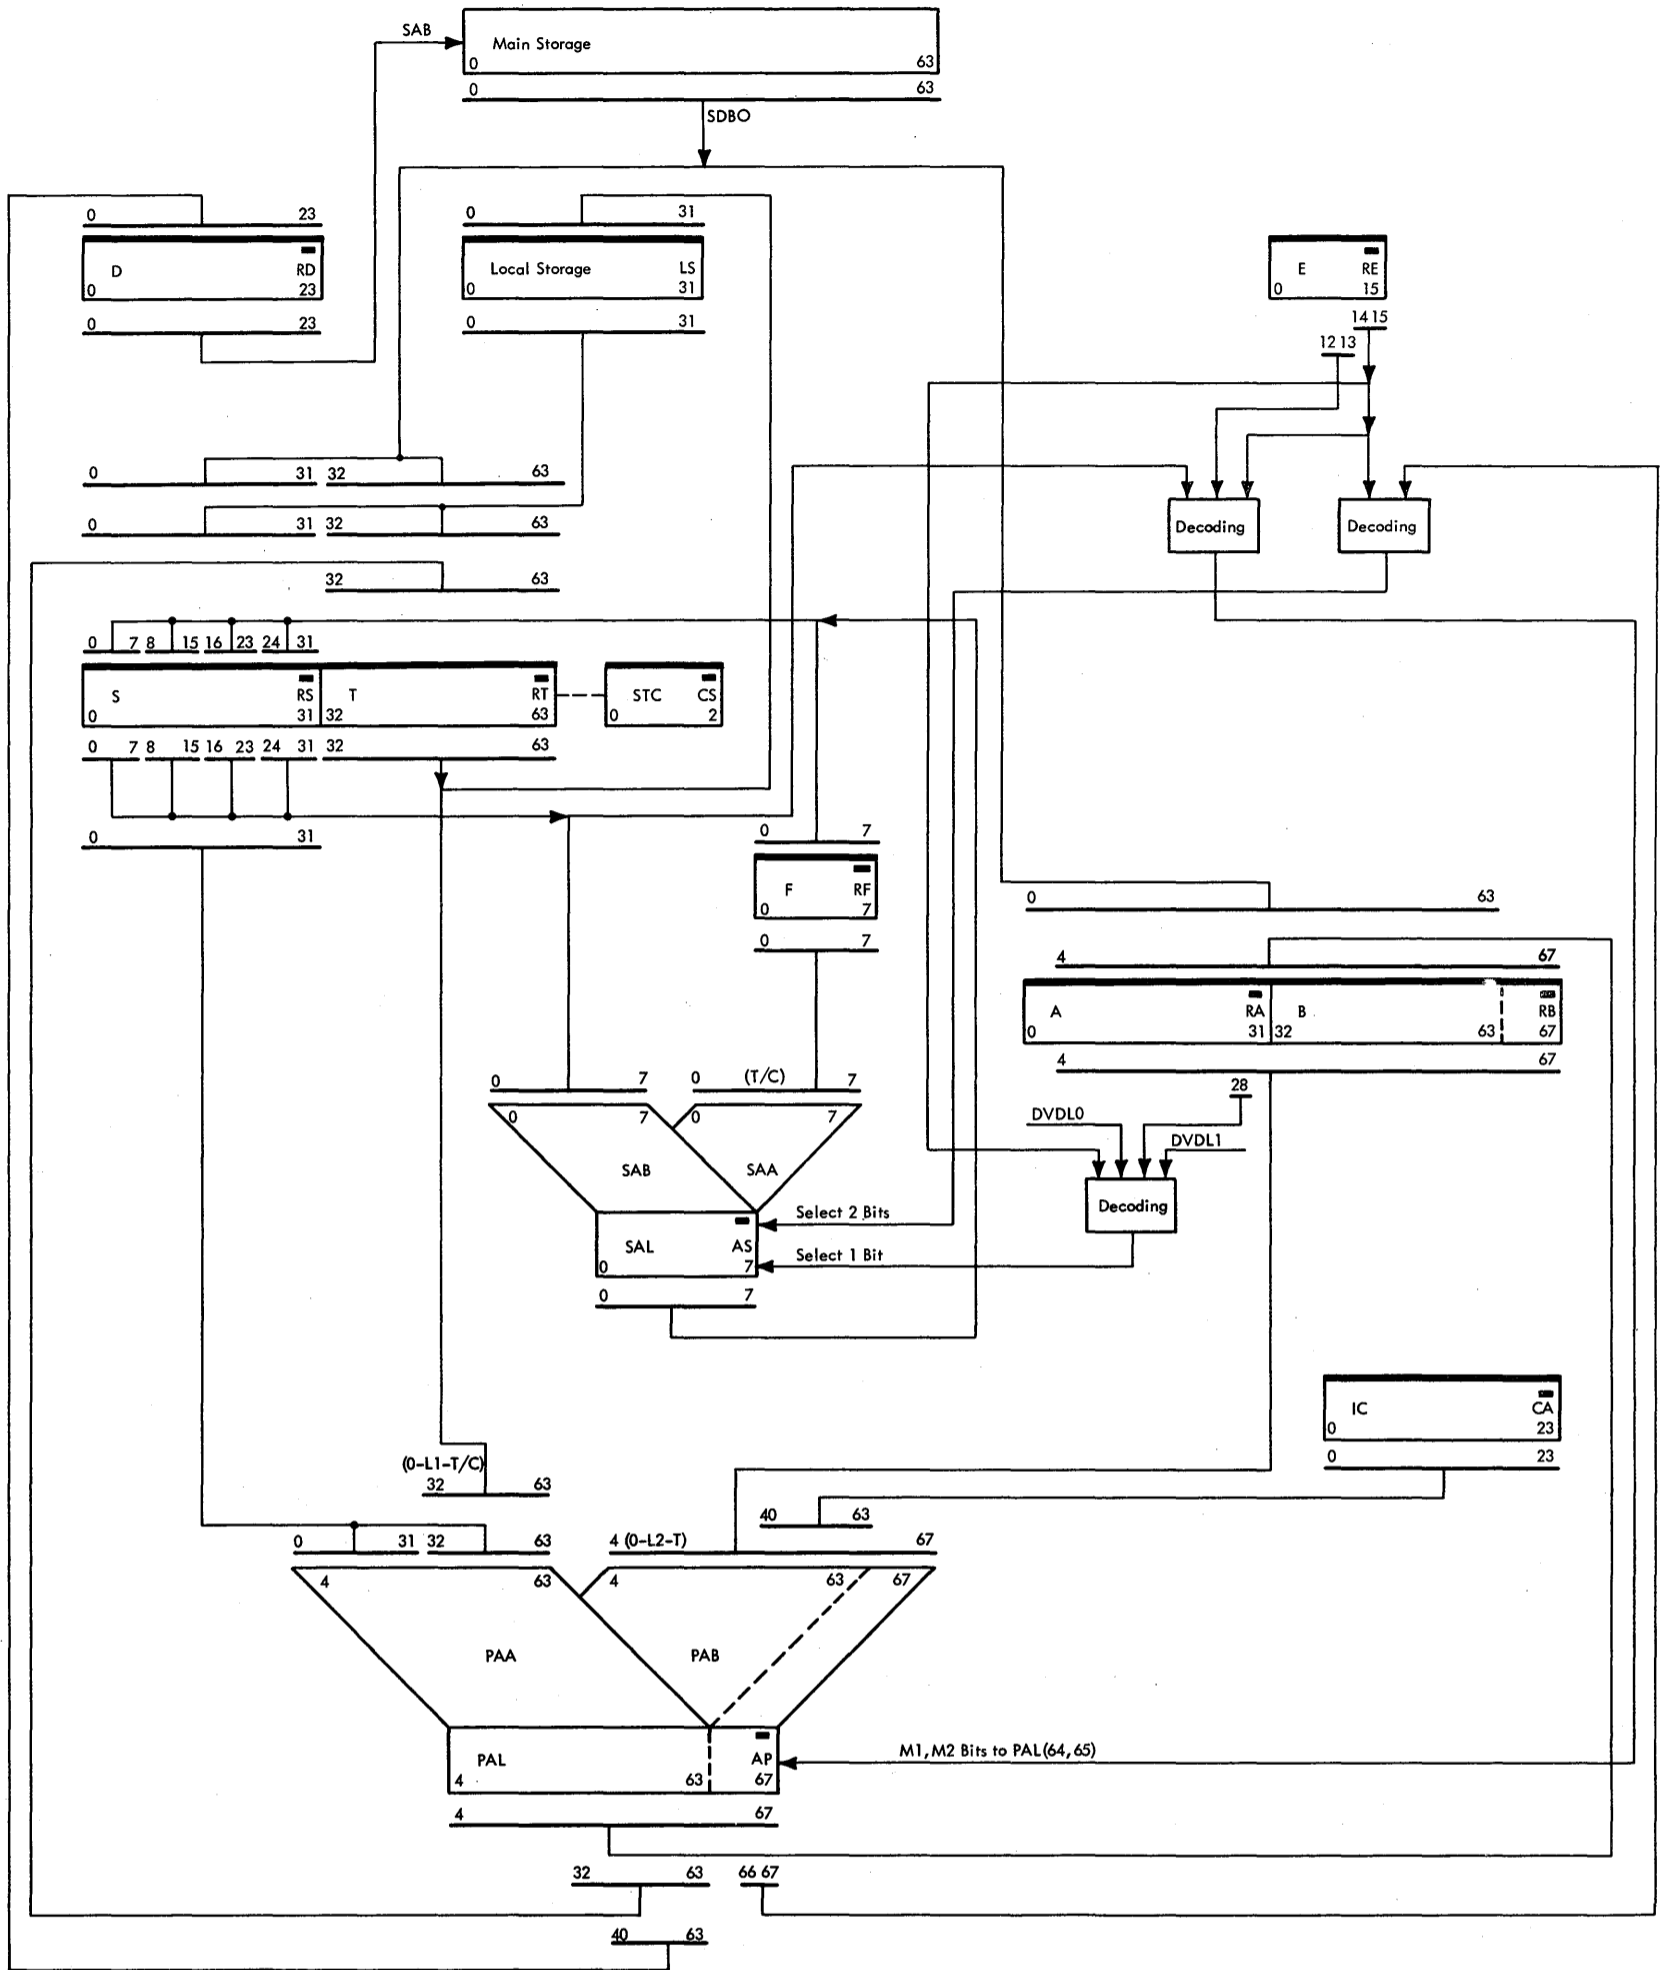 SAB
Main Storage
0 63
0 63
SDBO
0 23
0 31
D RD
0 23
Local Storage LS
0 31
E RE
0 15
0 23
0 31
14 15
12 13
0 31 32 63
0 31 32 63
Decoding
Decoding
32 63
0 7 8 15 16 23 24 31
S RS T RT
0 31 32 63
STC CS
0 2
0 7 8 15 16 23 24 31 32 63
0 31
0 7
F RF
0 7
0 7
0 63
4 67
A RA B RB
0 31 32 63 67
4 67
28
DVDL0
DVDL1
Decoding
0 7 0 (T/C) 7
0 7 0 7
SAB SAA
Select 2 Bits
SAL AS
0 7
Select 1 Bit
0 7
IC CA
0 23
0 23
(0-L1-T/C)
32 63
40 63
0 31 32 63
4 (0-L2-T) 67
4 63 4 63 67
PAA PAB
PAL AP
4 63 67
M1,M2 Bits to PAL(64,65)
4 67
32 63 66 67
40 63